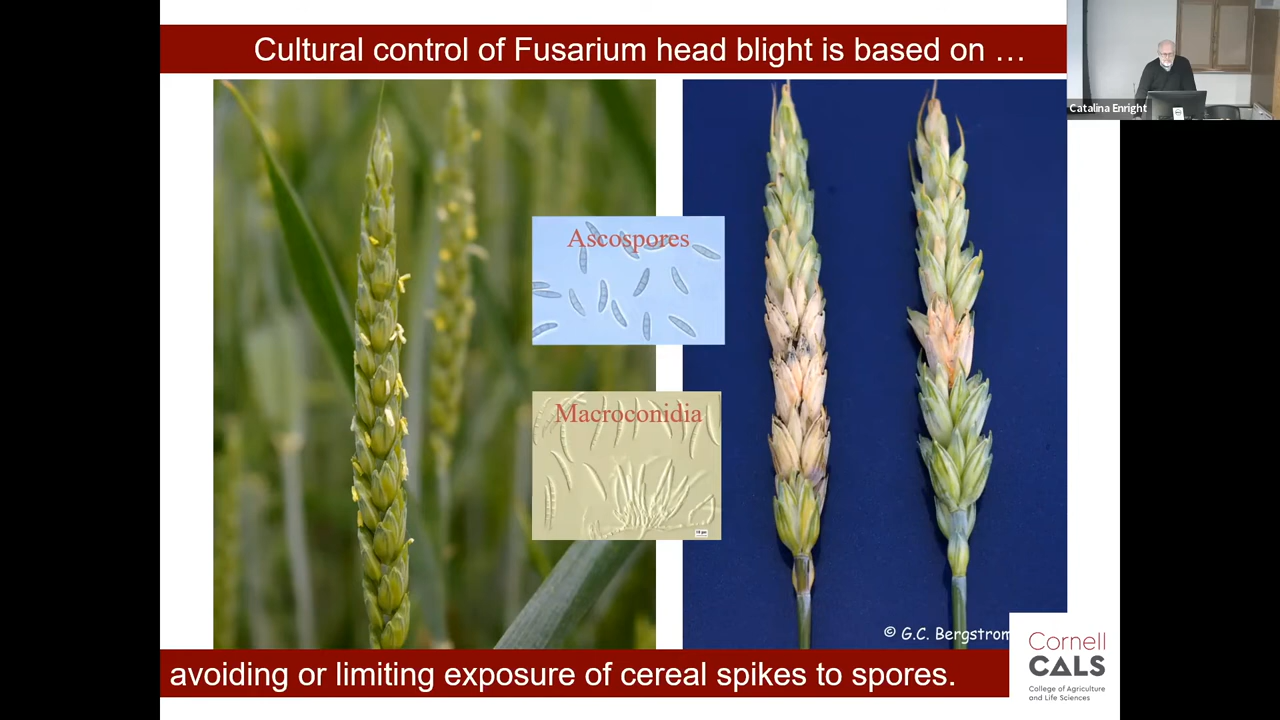 Cultural control of Fusarium head blight is based on …
Catalina Enright
Ascospores
Macroconidia
© G.C. Bergstrom
avoiding or limiting exposure of cereal spikes to spores.
Cornell
CALS
College of Agriculture
and Life Sciences